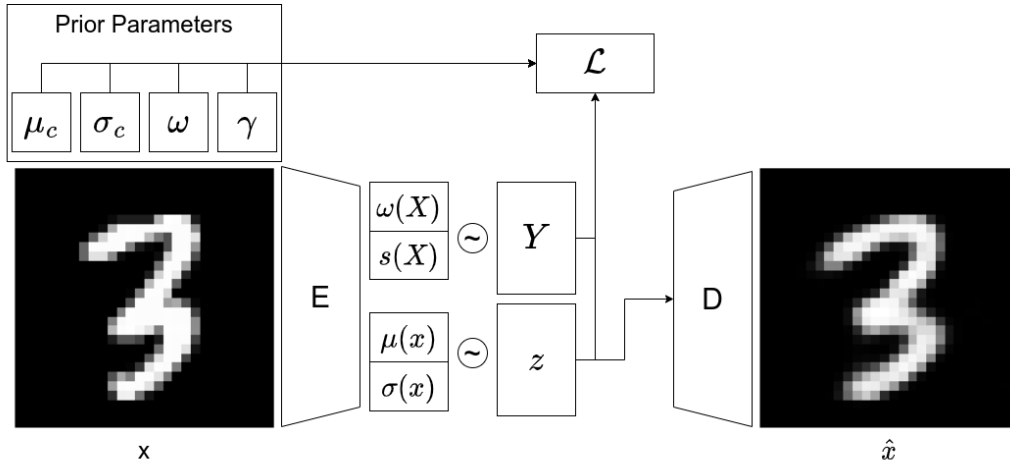 Prior Parameters
ℒ
μ_c σ_c ω γ
ω(X)
s(X)
~
Y
E
D
μ(x)
σ(x)
~
z
x
x̂